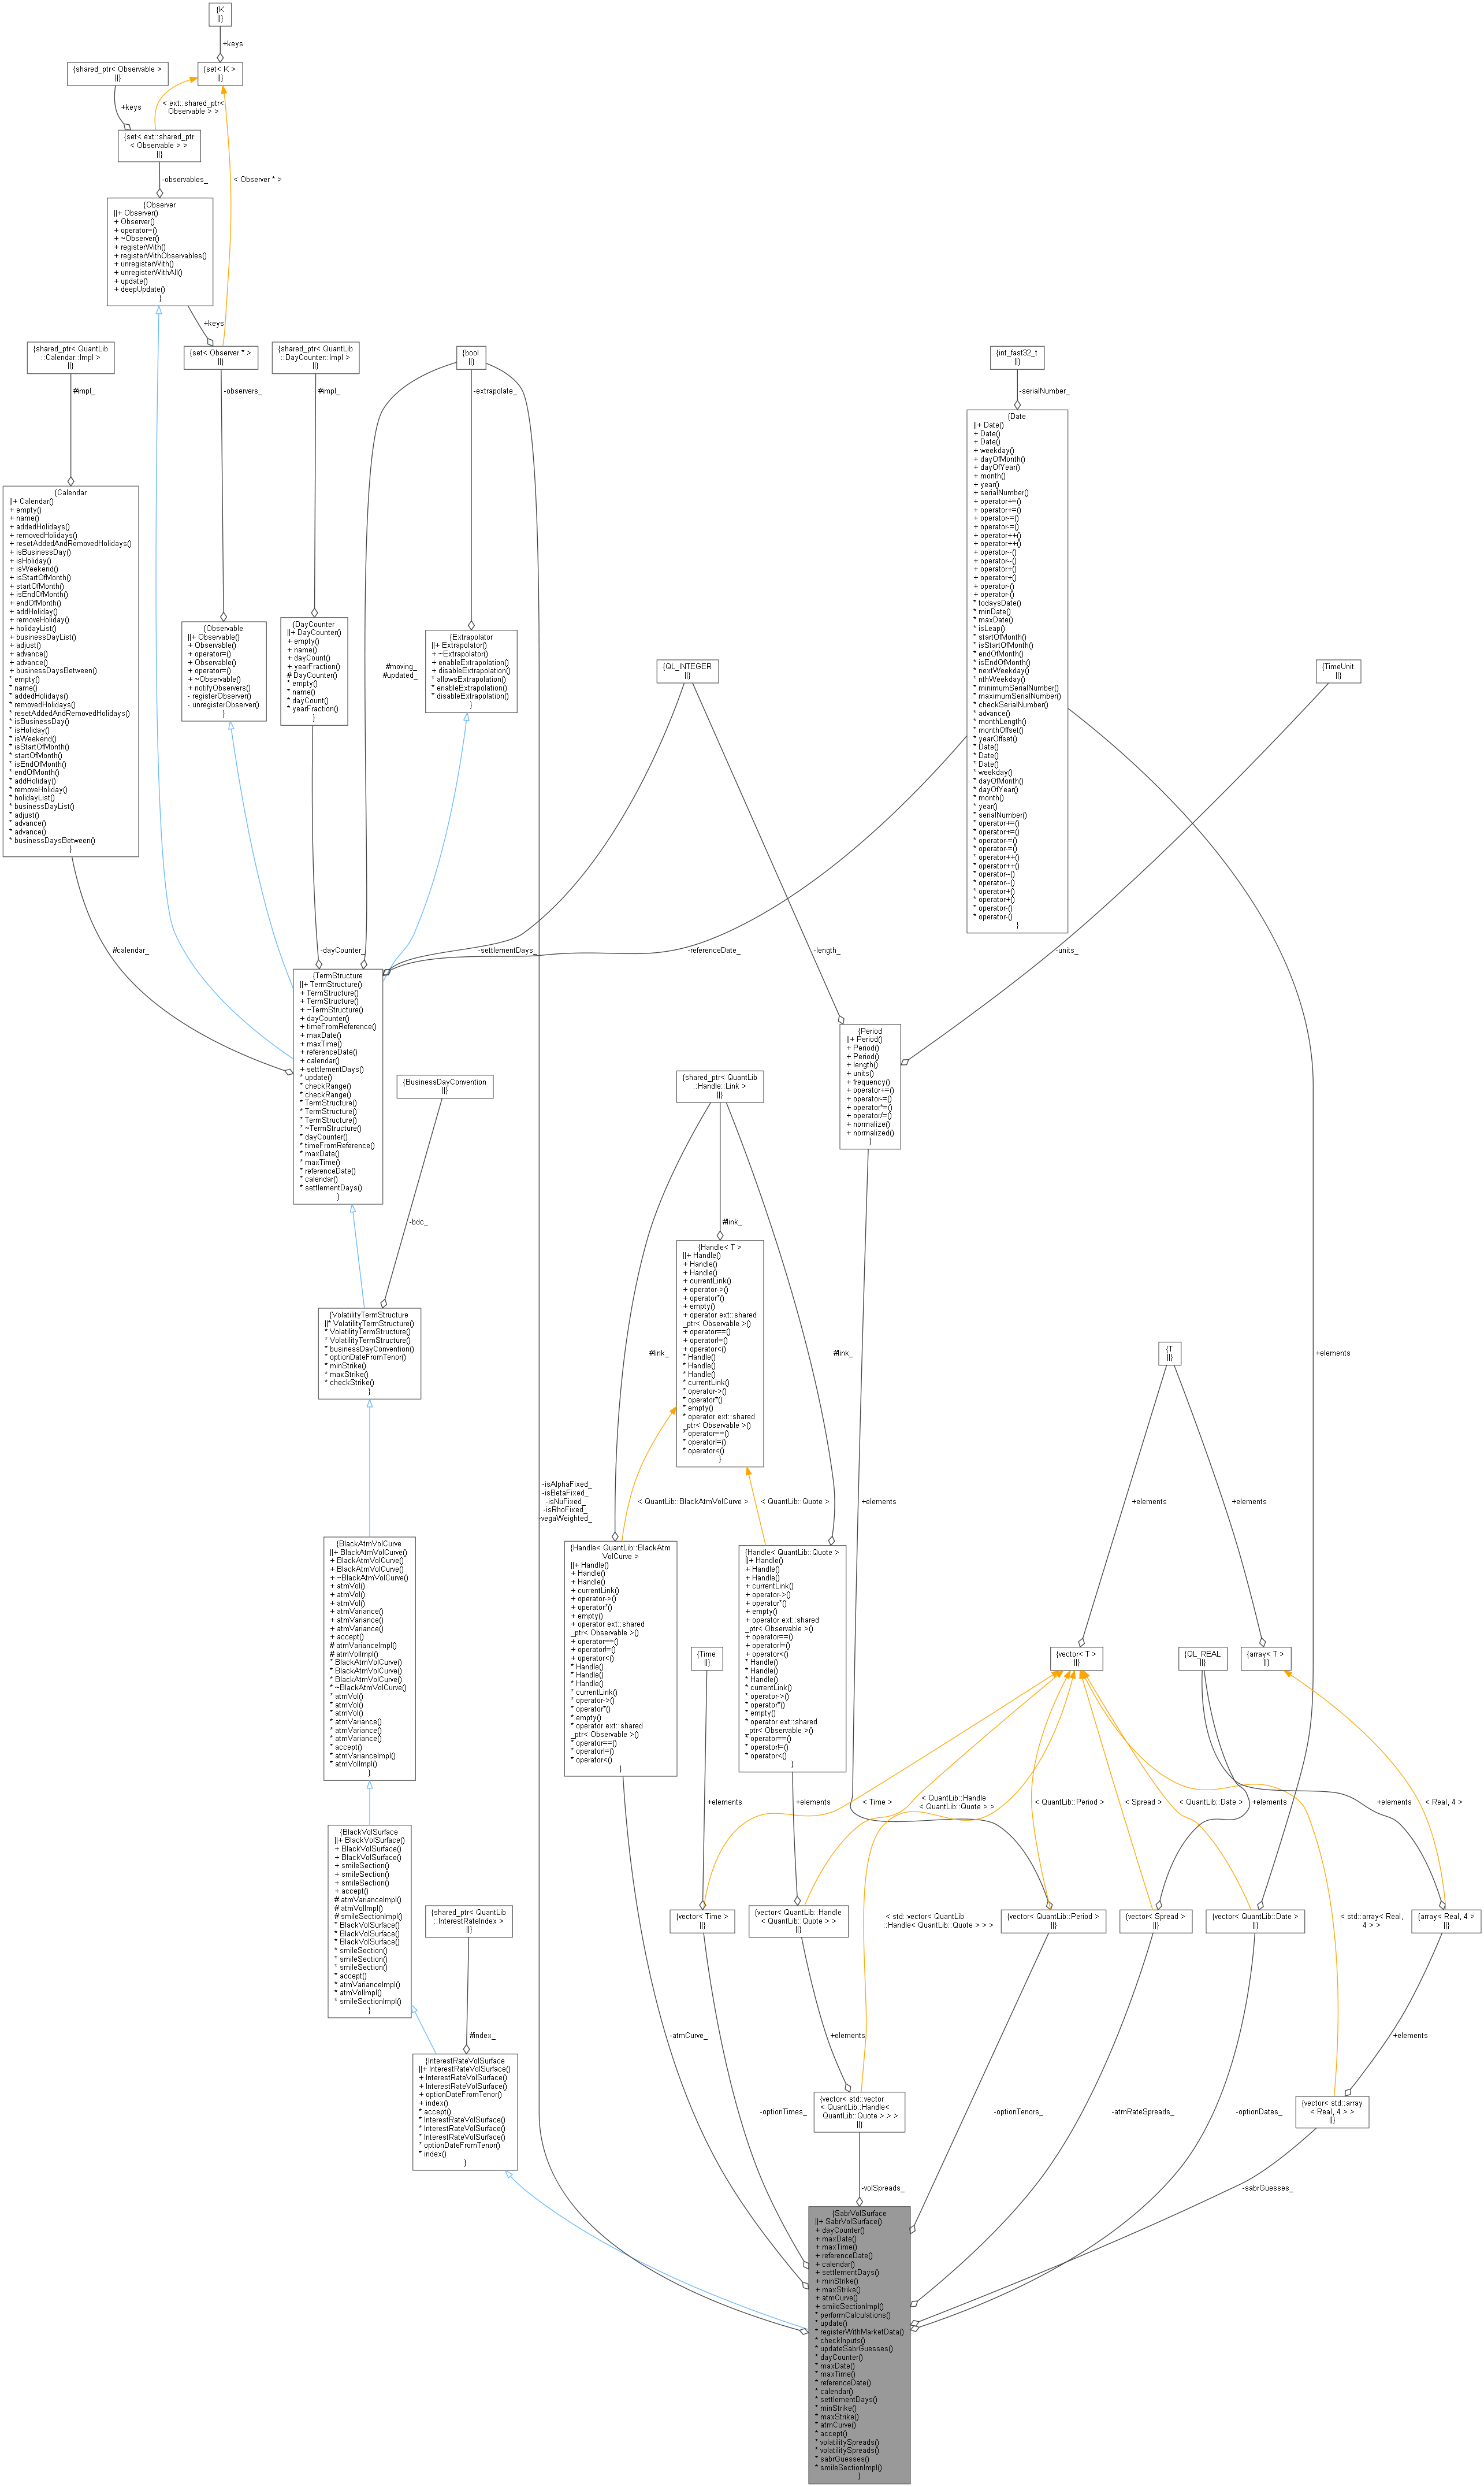 {K
||}
+keys
{shared_ptr< Observable >
||}
{set< K >
||}
+keys
< ext::shared_ptr<
Observable > >
{set< ext::shared_ptr
< Observable > >
||}
-observables_
< Observer * >
{Observer
||+ Observer()
+ Observer()
+ operator=()
+ ~Observer()
+ registerWith()
+ registerWithObservables()
+ unregisterWith()
+ unregisterWithAll()
+ update()
+ deepUpdate()
}
+keys
{shared_ptr< QuantLib
::Calendar::Impl >
||}
{set< Observer * >
||}
{shared_ptr< QuantLib
::DayCounter::Impl >
||}
{bool
||}
{int_fast32_t
||}
#impl_
-observers_
#impl_
-extrapolate_
-serialNumber_
{Calendar
||+ Calendar()
+ empty()
+ name()
+ addedHolidays()
+ removedHolidays()
+ resetAddedAndRemovedHolidays()
+ isBusinessDay()
+ isHoliday()
+ isWeekend()
+ isStartOfMonth()
+ startOfMonth()
+ isEndOfMonth()
+ endOfMonth()
+ addHoliday()
+ removeHoliday()
+ holidayList()
+ businessDayList()
+ adjust()
+ advance()
+ advance()
+ businessDaysBetween()
* empty()
* name()
* addedHolidays()
* removedHolidays()
* resetAddedAndRemovedHolidays()
* isBusinessDay()
* isHoliday()
* isWeekend()
* isStartOfMonth()
* startOfMonth()
* isEndOfMonth()
* endOfMonth()
* addHoliday()
* removeHoliday()
* holidayList()
* businessDayList()
* adjust()
* advance()
* advance()
* businessDaysBetween()
}
{Observable
||+ Observable()
+ Observable()
+ operator=()
+ Observable()
+ operator=()
+ ~Observable()
+ notifyObservers()
- registerObserver()
- unregisterObserver()
}
{DayCounter
||+ DayCounter()
+ empty()
+ name()
+ dayCount()
+ yearFraction()
# DayCounter()
* empty()
* name()
* dayCount()
* yearFraction()
}
{Extrapolator
||+ Extrapolator()
+ ~Extrapolator()
+ enableExtrapolation()
+ disableExtrapolation()
* allowsExtrapolation()
* enableExtrapolation()
* disableExtrapolation()
}
{Date
||+ Date()
+ Date()
+ Date()
+ weekday()
+ dayOfMonth()
+ dayOfYear()
+ month()
+ year()
+ serialNumber()
+ operator+=()
+ operator+=()
+ operator-=()
+ operator-=()
+ operator++()
+ operator++()
+ operator--()
+ operator--()
+ operator+()
+ operator+()
+ operator-()
+ operator-()
* todaysDate()
* minDate()
* maxDate()
* isLeap()
* startOfMonth()
* isStartOfMonth()
* endOfMonth()
* isEndOfMonth()
* nextWeekday()
* nthWeekday()
* minimumSerialNumber()
* maximumSerialNumber()
* checkSerialNumber()
* advance()
* monthLength()
* monthOffset()
* yearOffset()
* Date()
* Date()
* Date()
* weekday()
* dayOfMonth()
* dayOfYear()
* month()
* year()
* serialNumber()
* operator+=()
* operator+=()
* operator-=()
* operator-=()
* operator++()
* operator++()
* operator--()
* operator--()
* operator+()
* operator+()
* operator-()
* operator-()
}
#moving_
#updated_
{QL_INTEGER
||}
{TimeUnit
||}
#calendar_
-dayCounter_
-settlementDays_
-referenceDate_
-length_
-units_
{TermStructure
||+ TermStructure()
+ TermStructure()
+ TermStructure()
+ ~TermStructure()
+ dayCounter()
+ timeFromReference()
+ maxDate()
+ maxTime()
+ referenceDate()
+ calendar()
+ settlementDays()
* update()
* checkRange()
* checkRange()
* TermStructure()
* TermStructure()
* TermStructure()
* ~TermStructure()
* dayCounter()
* timeFromReference()
* maxDate()
* maxTime()
* referenceDate()
* calendar()
* settlementDays()
}
{Period
||+ Period()
+ Period()
+ Period()
+ length()
+ units()
+ frequency()
+ operator+=()
+ operator-=()
+ operator*=()
+ operator/=()
+ normalize()
+ normalized()
}
{BusinessDayConvention
||}
{shared_ptr< QuantLib
::Handle::Link >
||}
-bdc_
#link_
{Handle< T >
||+ Handle()
+ Handle()
+ Handle()
+ currentLink()
+ operator->()
+ operator*()
+ empty()
+ operator ext::shared
_ptr< Observable >()
+ operator==()
+ operator!=()
+ operator<()
* Handle()
* Handle()
* Handle()
* currentLink()
* operator->()
* operator*()
* empty()
* operator ext::shared
_ptr< Observable >()
* operator==()
* operator!=()
* operator<()
}
{VolatilityTermStructure
||* VolatilityTermStructure()
* VolatilityTermStructure()
* VolatilityTermStructure()
* businessDayConvention()
* optionDateFromTenor()
* minStrike()
* maxStrike()
* checkStrike()
}
#link_
#link_
+elements
{T
||}
-isAlphaFixed_
-isBetaFixed_
-isNuFixed_
-isRhoFixed_
-vegaWeighted_
< QuantLib::BlackAtmVolCurve >
< QuantLib::Quote >
+elements
+elements
+elements
{BlackAtmVolCurve
||+ BlackAtmVolCurve()
+ BlackAtmVolCurve()
+ BlackAtmVolCurve()
+ ~BlackAtmVolCurve()
+ atmVol()
+ atmVol()
+ atmVol()
+ atmVariance()
+ atmVariance()
+ atmVariance()
+ accept()
# atmVarianceImpl()
# atmVolImpl()
* BlackAtmVolCurve()
* BlackAtmVolCurve()
* BlackAtmVolCurve()
* ~BlackAtmVolCurve()
* atmVol()
* atmVol()
* atmVol()
* atmVariance()
* atmVariance()
* atmVariance()
* accept()
* atmVarianceImpl()
* atmVolImpl()
}
{Handle< QuantLib::BlackAtm
VolCurve >
||+ Handle()
+ Handle()
+ Handle()
+ currentLink()
+ operator->()
+ operator*()
+ empty()
+ operator ext::shared
_ptr< Observable >()
+ operator==()
+ operator!=()
+ operator<()
* Handle()
* Handle()
* Handle()
* currentLink()
* operator->()
* operator*()
* empty()
* operator ext::shared
_ptr< Observable >()
* operator==()
* operator!=()
* operator<()
}
{Handle< QuantLib::Quote >
||+ Handle()
+ Handle()
+ Handle()
+ currentLink()
+ operator->()
+ operator*()
+ empty()
+ operator ext::shared
_ptr< Observable >()
+ operator==()
+ operator!=()
+ operator<()
* Handle()
* Handle()
* Handle()
* currentLink()
* operator->()
* operator*()
* empty()
* operator ext::shared
_ptr< Observable >()
* operator==()
* operator!=()
* operator<()
}
{Time
||}
{vector< T >
||}
{QL_REAL
||}
{array< T >
||}
+elements
+elements
< Time >
< QuantLib::Handle
< QuantLib::Quote > >
< QuantLib::Period >
< Spread >
< QuantLib::Date >
+elements
+elements
< Real, 4 >
{BlackVolSurface
||+ BlackVolSurface()
+ BlackVolSurface()
+ BlackVolSurface()
+ smileSection()
+ smileSection()
+ smileSection()
+ accept()
# atmVarianceImpl()
# atmVolImpl()
# smileSectionImpl()
* BlackVolSurface()
* BlackVolSurface()
* BlackVolSurface()
* smileSection()
* smileSection()
* smileSection()
* accept()
* atmVarianceImpl()
* atmVolImpl()
* smileSectionImpl()
}
{shared_ptr< QuantLib
::InterestRateIndex >
||}
{vector< Time >
||}
{vector< QuantLib::Handle
< QuantLib::Quote > >
||}
< std::vector< QuantLib
::Handle< QuantLib::Quote > > >
{vector< QuantLib::Period >
||}
{vector< Spread >
||}
{vector< QuantLib::Date >
||}
< std::array< Real,
4 > >
{array< Real, 4 >
||}
#index_
-atmCurve_
+elements
+elements
{InterestRateVolSurface
||+ InterestRateVolSurface()
+ InterestRateVolSurface()
+ InterestRateVolSurface()
+ optionDateFromTenor()
+ index()
* accept()
* InterestRateVolSurface()
* InterestRateVolSurface()
* InterestRateVolSurface()
* optionDateFromTenor()
* index()
}
-optionTimes_
{vector< std::vector
< QuantLib::Handle<
QuantLib::Quote > > >
||}
-optionTenors_
-atmRateSpreads_
-optionDates_
{vector< std::array
< Real, 4 > >
||}
-volSpreads_
-sabrGuesses_
{SabrVolSurface
||+ SabrVolSurface()
+ dayCounter()
+ maxDate()
+ maxTime()
+ referenceDate()
+ calendar()
+ settlementDays()
+ minStrike()
+ maxStrike()
+ atmCurve()
+ smileSectionImpl()
* performCalculations()
* update()
* registerWithMarketData()
* checkInputs()
* updateSabrGuesses()
* dayCounter()
* maxDate()
* maxTime()
* referenceDate()
* calendar()
* settlementDays()
* minStrike()
* maxStrike()
* atmCurve()
* accept()
* volatilitySpreads()
* volatilitySpreads()
* sabrGuesses()
* smileSectionImpl()
}